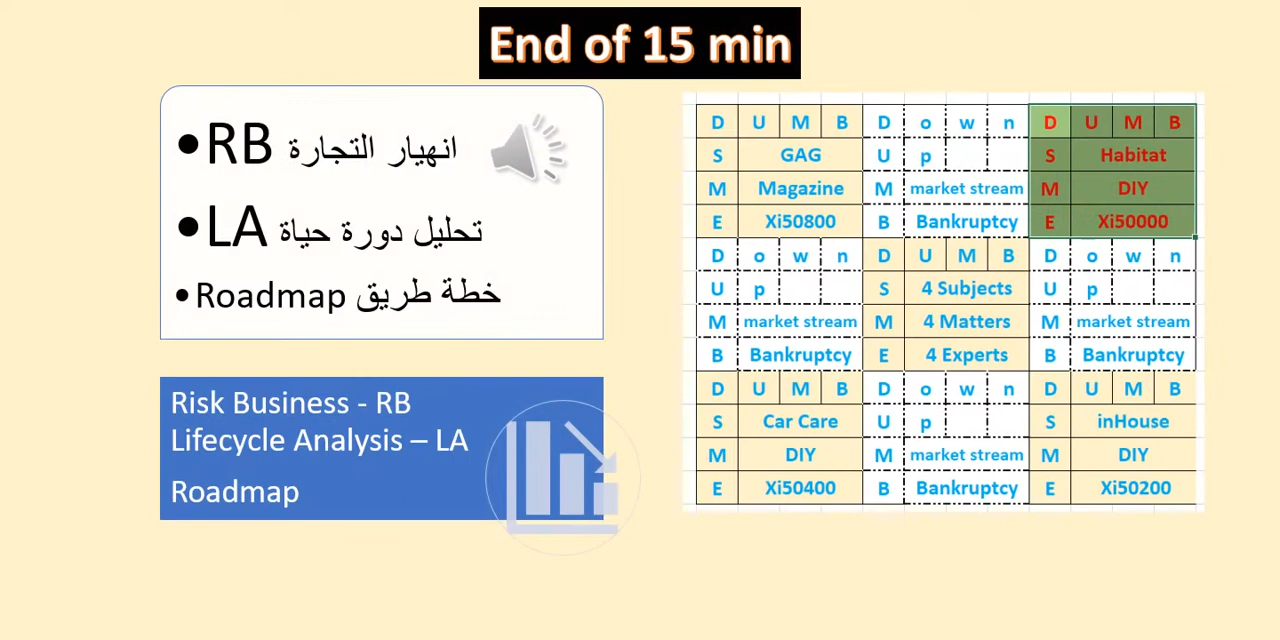 End of 15 min
•RB انهيار التجارة
•LA تحليل دورة حياة
•Roadmap خطة طريق
Risk Business - RB
Lifecycle Analysis – LA
Roadmap
D U M B D o w n D U M B
S GAG U p S Habitat
M Magazine M market stream M DIY
E Xi50800 B Bankruptcy E Xi50000
D o w n D U M B D o w n
U p S 4 Subjects U p
M market stream M 4 Matters M market stream
B Bankruptcy E 4 Experts B Bankruptcy
D U M B D o w n D U M B
S Car Care U p S inHouse
M DIY M market stream M DIY
E Xi50400 B Bankruptcy E Xi50200